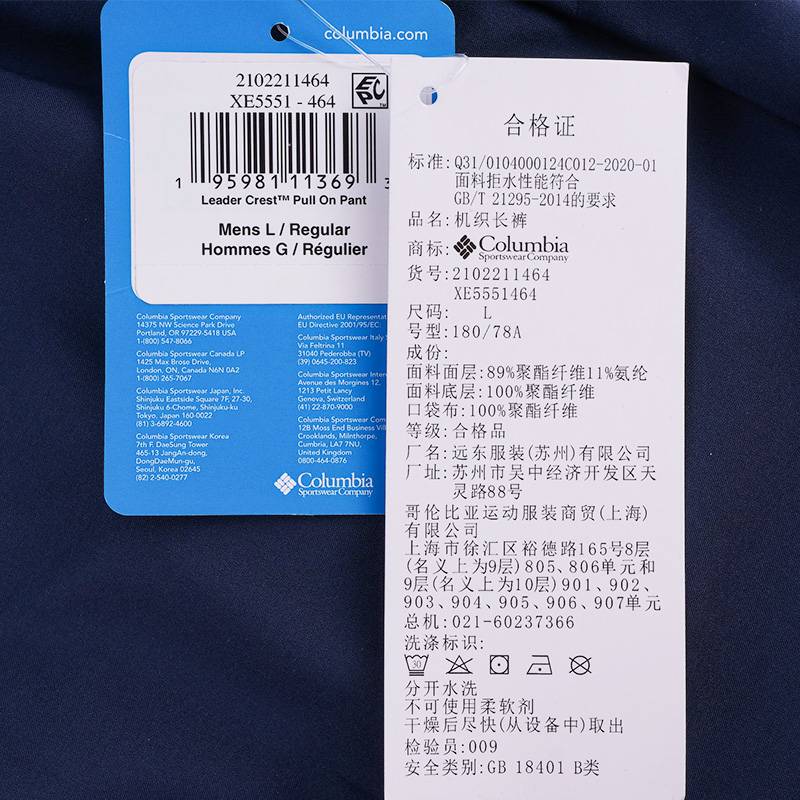 columbia.com
2102211464
XE5551 - 464
EPC
1 95981 11369 3
Leader Crest™ Pull On Pant
Mens L / Regular
Hommes G / Régulier
Columbia Sportswear Company
14375 NW Science Park Drive
Portland, OR 97229-5418 USA
1-(800) 547-8066
Columbia Sportswear Canada LP
1425 Max Brose Drive,
London, ON, Canada N6N 0A2
1-(800) 265-7067
Columbia Sportswear Japan, Inc.
Shinjuku Eastside Square 7F, 27-30,
Shinjuku 6-Chome, Shinjuku-ku
Tokyo, Japan 160-0022
(81) 3-6892-4600
Columbia Sportswear Korea
7th F. DaeSung Tower
465-13 JangAn-dong,
DongDaeMun-gu,
Seoul, Korea 02645
(82) 2-540-0277
Authorized EU Representat
EU Directive 2001/95/EC:
Columbia Sportswear Ital
Via Feltrina 11
31040 Pederobba (TV)
(39) 0645-200-823
Columbia Sportswear Inter
Avenue des Morgines 12,
1213 Petit Lancy
Geneva, Switzerland
(41) 22-870-9000
Columbia Sportswear Com
12B Moss End Business Vill
Crooklands, Milnthorpe,
Cumbria, LA7 7NU,
United Kingdom
0800-464-0876
Columbia
Sportswear Company
合格证
标准:Q31/0104000124C012-2020-01
面料拒水性能符合
GB/T 21295-2014的要求
品名:机织长裤
商标:Columbia
Sportswear Company
货号:2102211464
XE5551464
尺码: L
号型:180/78A
成份:
面料面层:89%聚酯纤维11%氨纶
面料底层:100%聚酯纤维
口袋布:100%聚酯纤维
等级:合格品
厂名:远东服装(苏州)有限公司
厂址:苏州市吴中经济开发区天
灵路88号
哥伦比亚运动服装商贸(上海)
有限公司
上海市徐汇区裕德路165号8层
(名义上为9层)805、806单元和
9层(名义上为10层)901、902、
903、904、905、906、907单元
总机:021-60237366
洗涤标识:
30
分开水洗
不可使用柔软剂
干燥后尽快(从设备中)取出
检验员:009
安全类别:GB 18401 B类